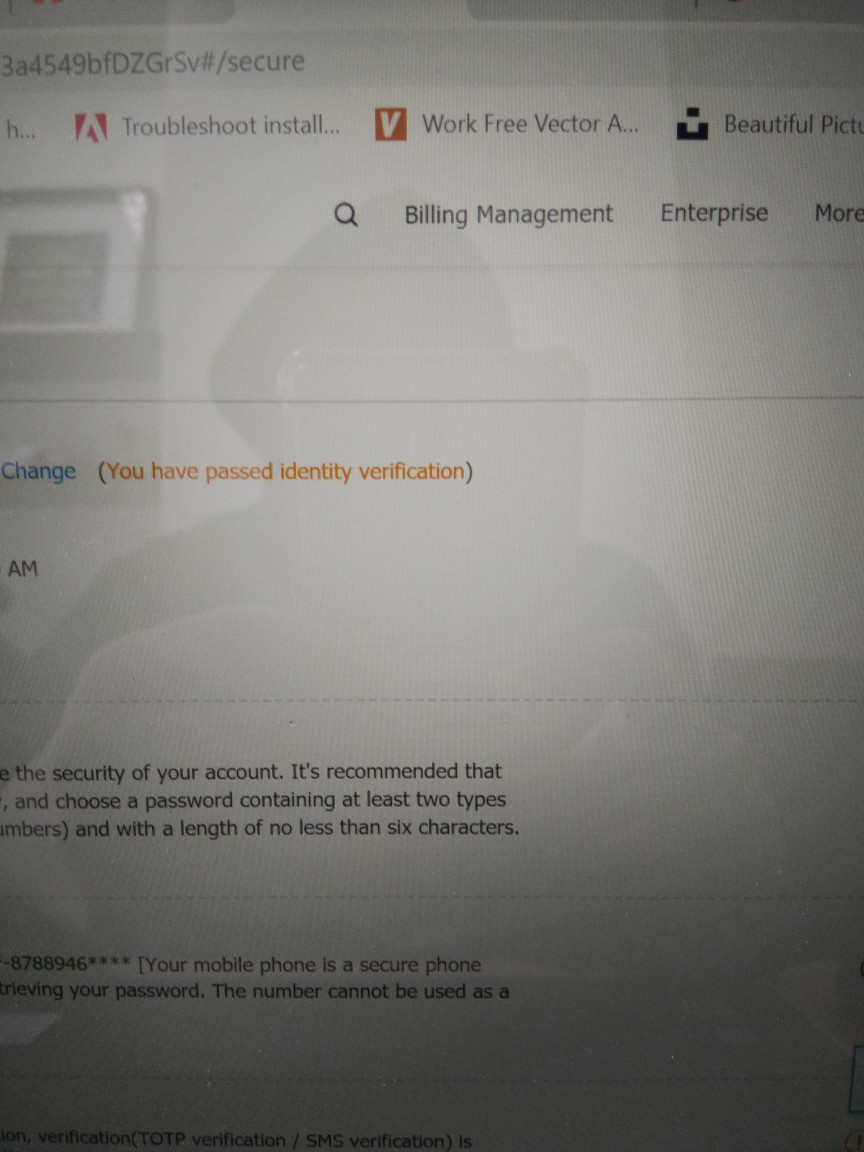 3a4549bfDZGrSv#/secure
h... Troubleshoot install... Work Free Vector A... Beautiful Pictu
Billing Management Enterprise More
Change (You have passed identity verification)
AM
e the security of your account. It's recommended that
, and choose a password containing at least two types
umbers) and with a length of no less than six characters.
-8788946**** [Your mobile phone is a secure phone
trieving your password. The number cannot be used as a
ion, verification(TOTP verification / SMS verification) is